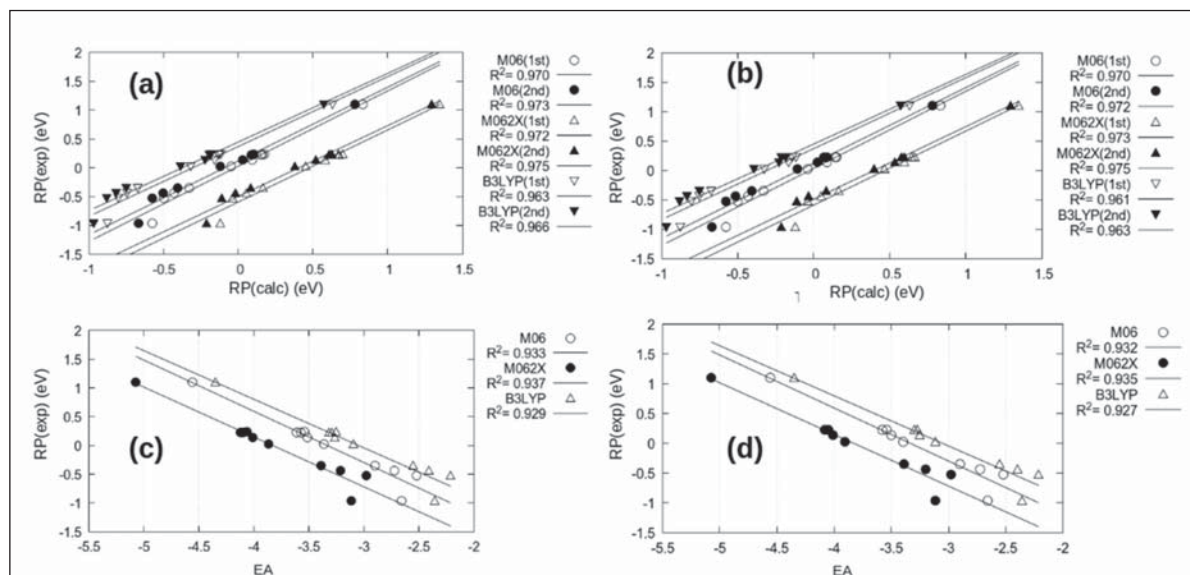 (a)
RP(exp) (eV)
2
1.5
1
0.5
0
-0.5
-1
-1.5
-1 -0.5 0 0.5 1 1.5
RP(calc) (eV)
M06(1st)
R2= 0.970
M06(2nd)
R2= 0.973
M062X(1st)
R2= 0.972
M062X(2nd)
R2= 0.975
B3LYP(1st)
R2= 0.963
B3LYP(2nd)
R2= 0.966
(b)
RP(exp) (eV)
2
1.5
1
0.5
0
-0.5
-1
-1.5
-1 -0.5 0 0.5 1 1.5
RP(calc) (eV)
M06(1st)
R2= 0.970
M06(2nd)
R2= 0.972
M062X(1st)
R2= 0.973
M062X(2nd)
R2= 0.975
B3LYP(1st)
R2= 0.961
B3LYP(2nd)
R2= 0.963
(c)
RP(exp) (eV)
2
1.5
1
0.5
0
-0.5
-1
-1.5
-5.5 -5 -4.5 -4 -3.5 -3 -2.5 -2
EA
M06
R2= 0.933
M062X
R2= 0.937
B3LYP
R2= 0.929
(d)
RP(exp) (eV)
2
1.5
1
0.5
0
-0.5
-1
-1.5
-5.5 -5 -4.5 -4 -3.5 -3 -2.5 -2
EA
M06
R2= 0.932
M062X
R2= 0.935
B3LYP
R2= 0.927